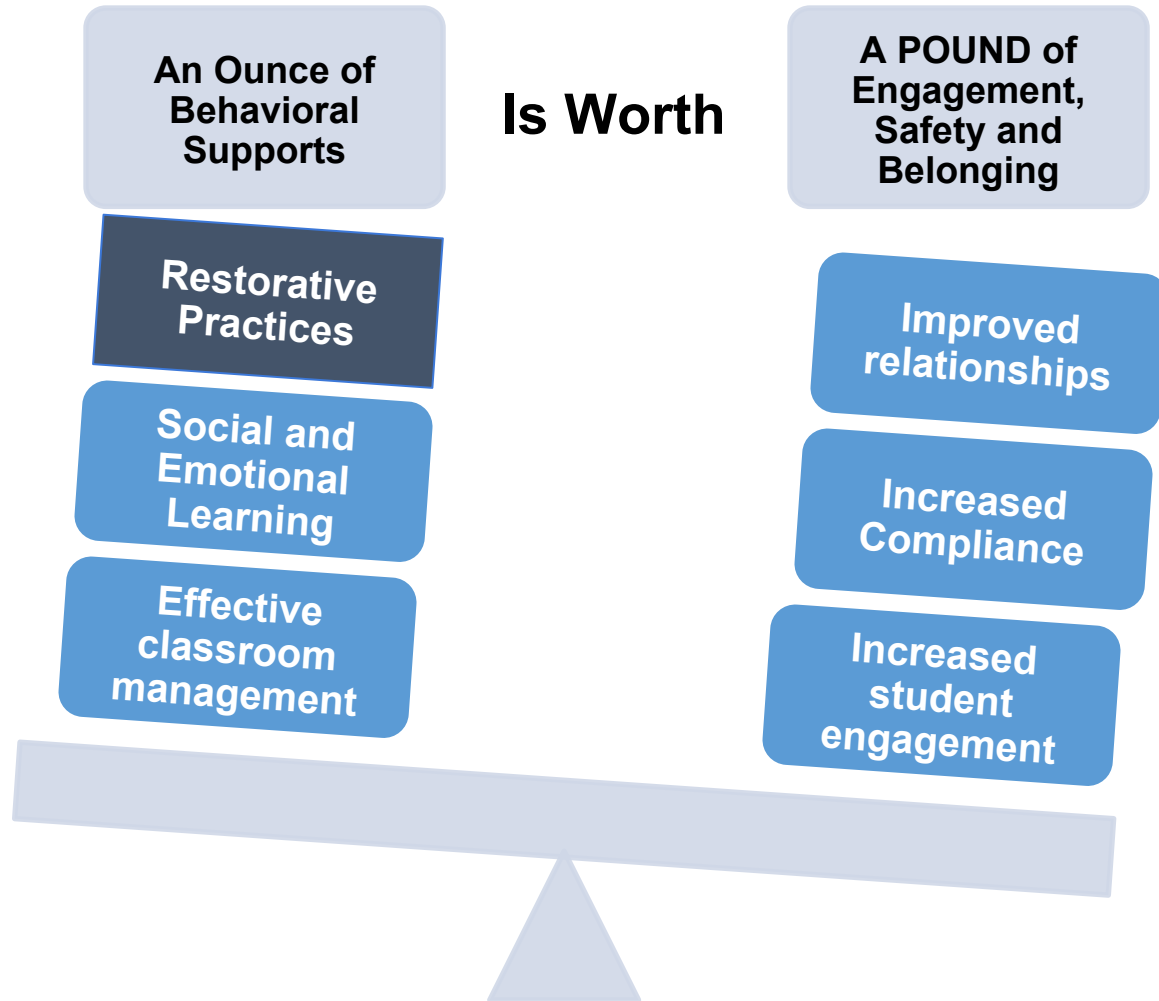 An Ounce of
Behavioral
Supports
Is Worth
A POUND of
Engagement,
Safety and
Belonging
Restorative
Practices
Social and
Emotional
Learning
Effective
classroom
management
Improved
relationships
Increased
Compliance
Increased
student
engagement